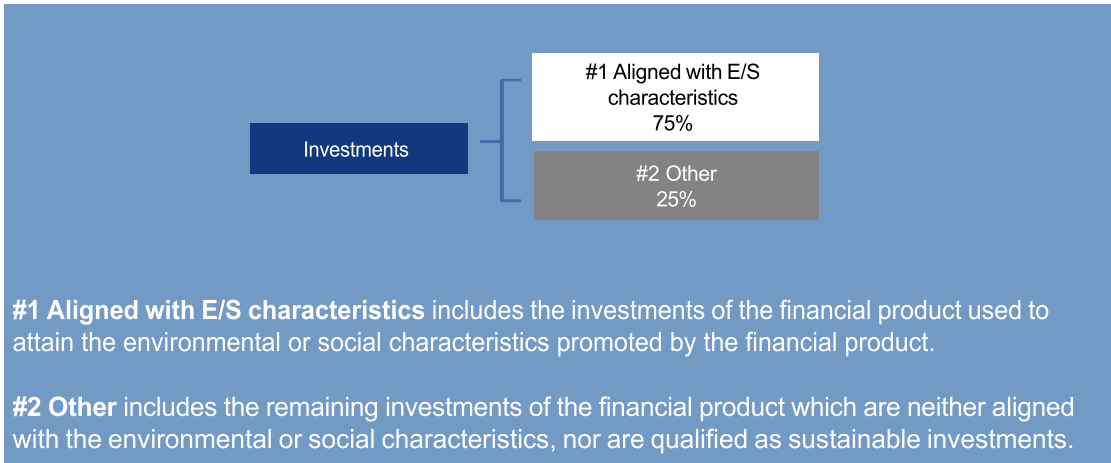 #1 Aligned with E/S
characteristics
75%
Investments
#2 Other
25%
#1 Aligned with E/S characteristics includes the investments of the financial product used to
attain the environmental or social characteristics promoted by the financial product.
#2 Other includes the remaining investments of the financial product which are neither aligned
with the environmental or social characteristics, nor are qualified as sustainable investments.